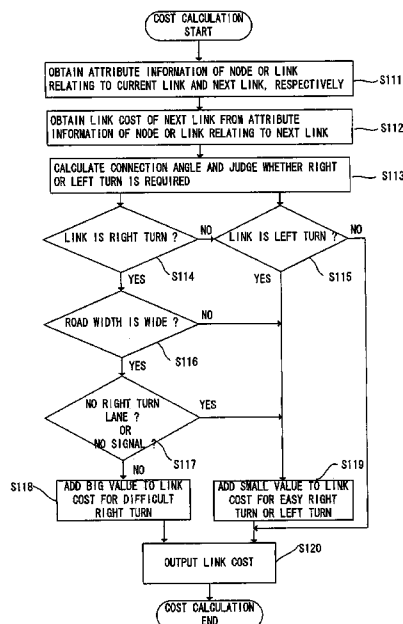 COST CALCULATION
START
OBTAIN ATTRIBUTE INFORMATION OF NODE OR LINK
RELATING TO CURRENT LINK AND NEXT LINK, RESPECTIVELY
S111
OBTAIN LINK COST OF NEXT LINK FROM ATTRIBUTE
INFORMATION OF NODE OR LINK RELATING TO NEXT LINK
S112
CALCULATE CONNECTION ANGLE AND JUDGE WHETHER RIGHT
OR LEFT TURN IS REQUIRED
S113
LINK IS RIGHT TURN ?
NO
LINK IS LEFT TURN ?
NO
S114
S115
YES
YES
ROAD WIDTH IS WIDE ?
NO
S116
YES
NO RIGHT TURN
LANE ?
OR
NO SIGNAL ?
YES
S117
NO
S118
ADD BIG VALUE TO LINK
COST FOR DIFFICULT
RIGHT TURN
S119
ADD SMALL VALUE TO LINK
COST FOR EASY RIGHT
TURN OR LEFT TURN
OUTPUT LINK COST
S120
COST CALCULATION
END